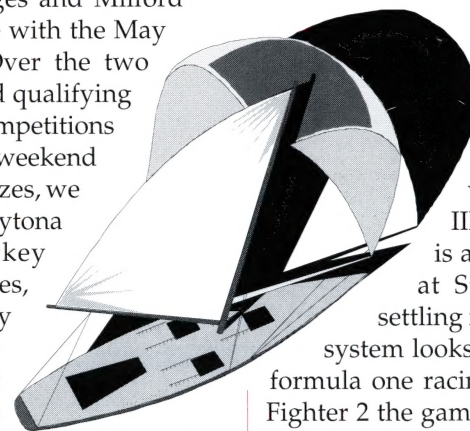 ges and Milford
e with the May
Over the two
d qualifying
mpetitions
weekend
zes, we
ytona
key
es,
y
III
is a
at S
settling
system looks
formula one racin
Fighter 2 the gam